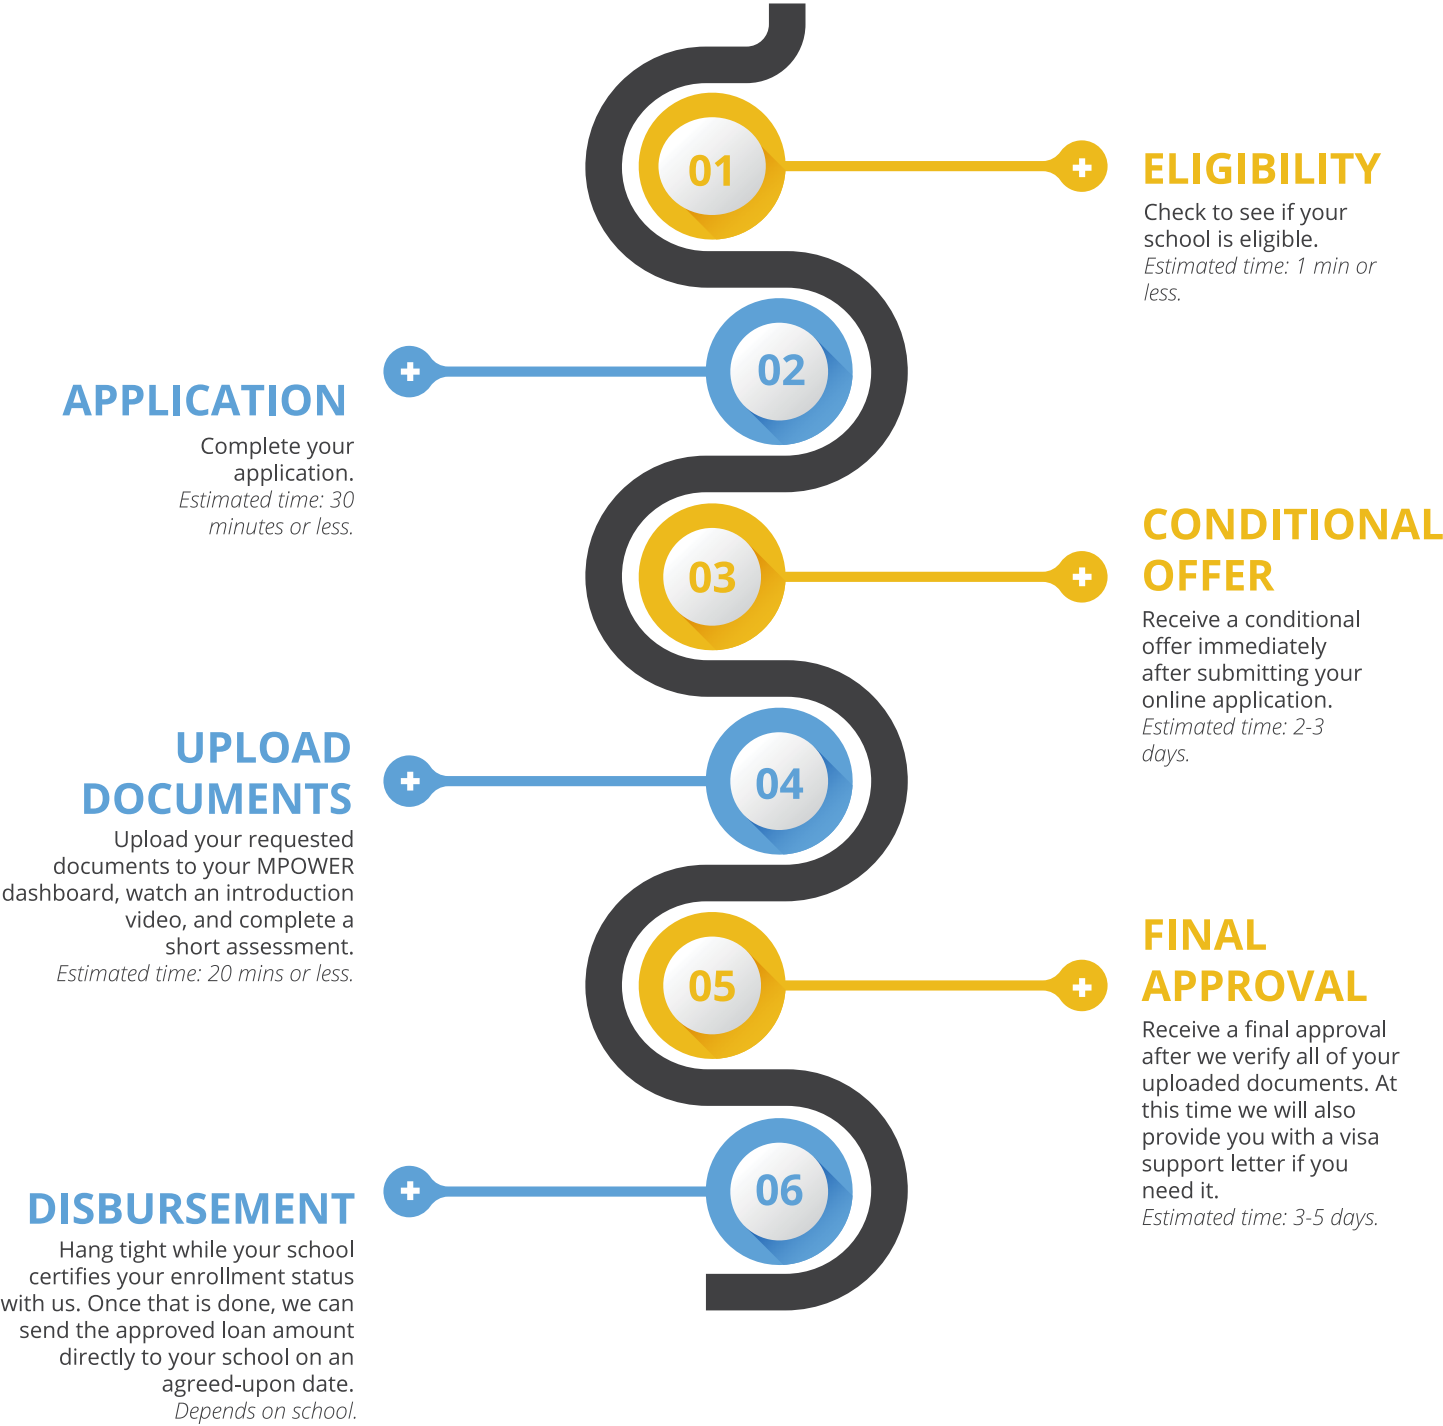 01
ELIGIBILITY
Check to see if your
school is eligible.
Estimated time: 1 min or
less.
02
APPLICATION
Complete your
application.
Estimated time: 30
minutes or less.
03
CONDITIONAL
OFFER
Receive a conditional
offer immediately
after submitting your
online application.
Estimated time: 2-3
days.
04
UPLOAD
DOCUMENTS
Upload your requested
documents to your MPOWER
dashboard, watch an introduction
video, and complete a
short assessment.
Estimated time: 20 mins or less.
05
FINAL
APPROVAL
Receive a final approval
after we verify all of your
uploaded documents. At
this time we will also
provide you with a visa
support letter if you
need it.
Estimated time: 3-5 days.
06
DISBURSEMENT
Hang tight while your school
certifies your enrollment status
with us. Once that is done, we can
send the approved loan amount
directly to your school on an
agreed-upon date.
Depends on school.